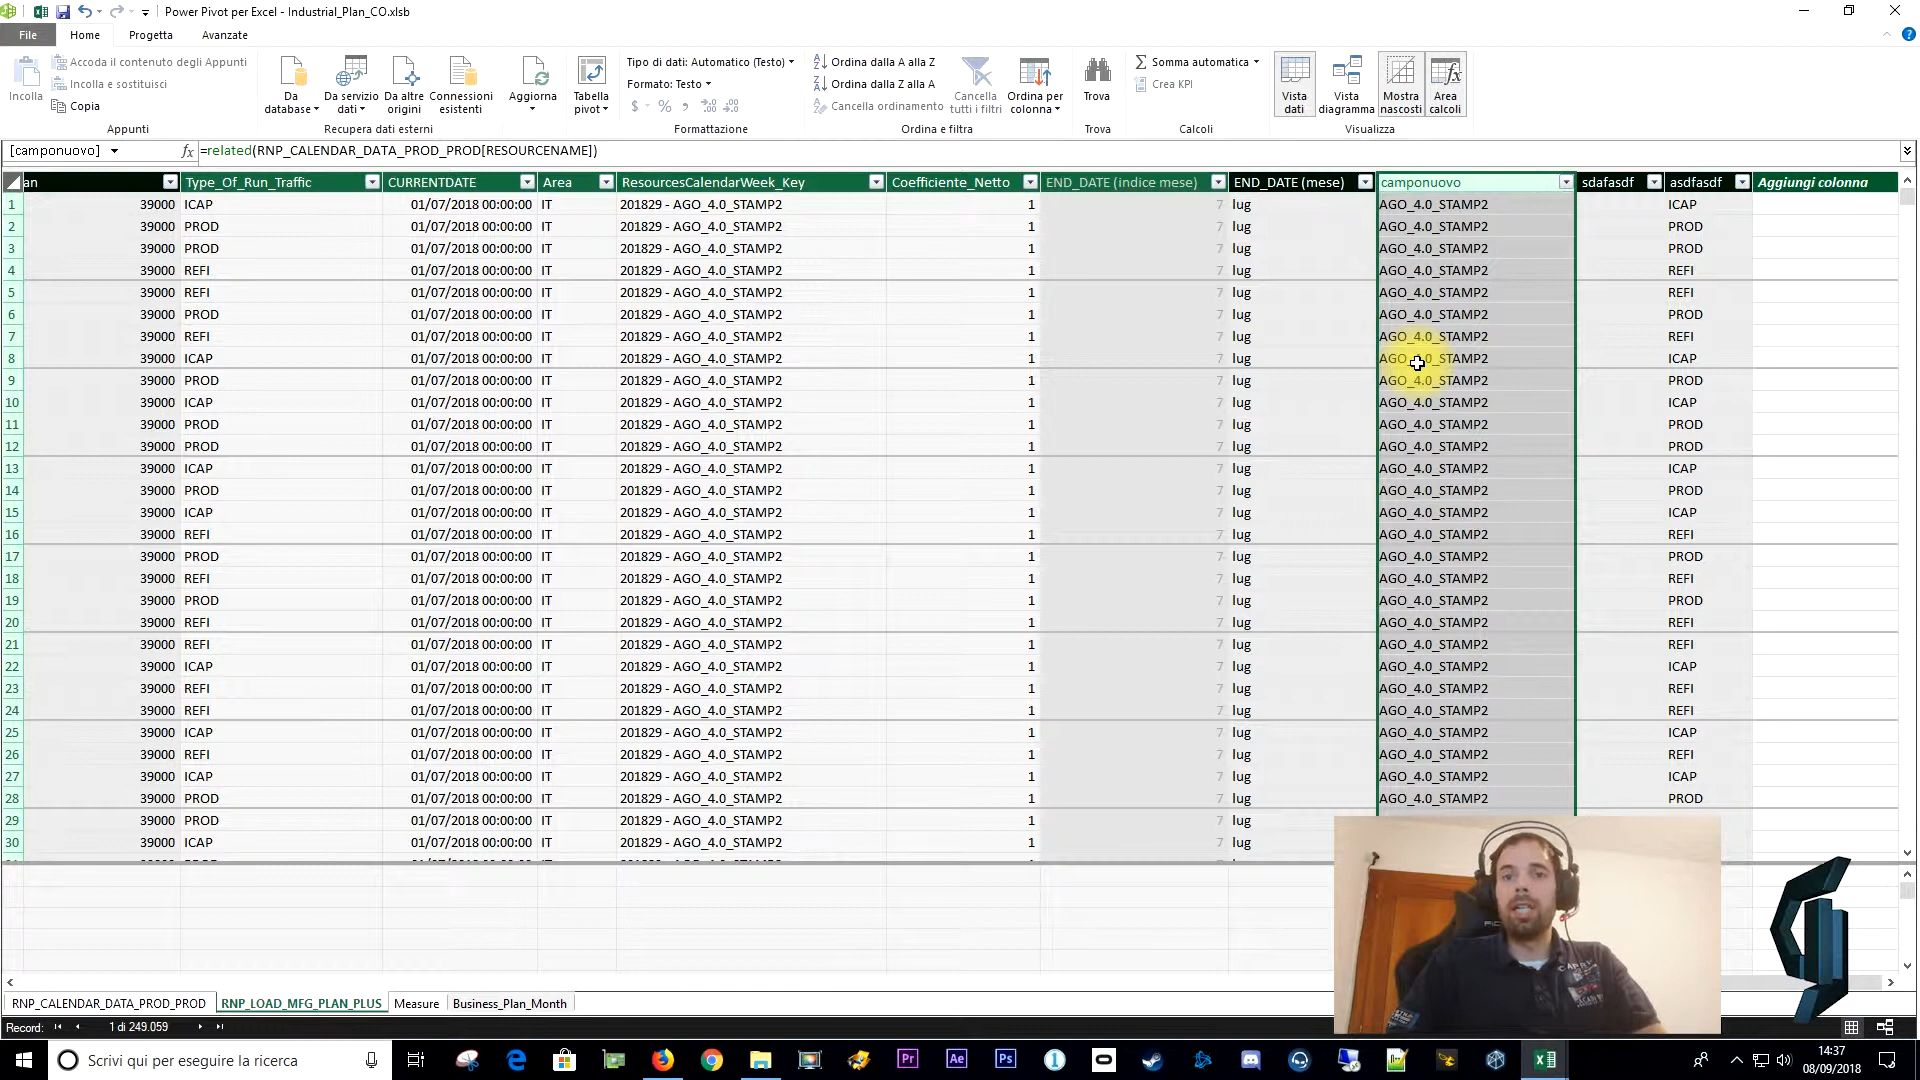 Power Pivot per Excel - Industrial_Plan_CO.xlsb
File Home Progetta Avanzate
Incolla
Accoda il contenuto degli Appunti
Incolla e sostituisci
Copia
Appunti
Da database
Da servizio dati
Da altre origini
Connessioni esistenti
Recupera dati esterni
Aggiorna
Tabella pivot
Tipo di dati: Automatico (Testo)
Formato: Testo
$ % ,
Formattazione
Ordina dalla A alla Z
Ordina dalla Z alla A
Cancella ordinamento
Cancella tutti i filtri
Ordina per colonna
Ordina e filtra
Trova
Trova
Somma automatica
Crea KPI
Calcoli
Vista dati
Vista diagramma
Mostra nascosti
Area calcoli
Visualizza
[camponuovo] fx =related(RNP_CALENDAR_DATA_PROD_PROD[RESOURCENAME])
an Type_Of_Run_Traffic CURRENTDATE Area ResourcesCalendarWeek_Key Coefficiente_Netto END_DATE (indice mese) END_DATE (mese) camponuovo sdafasdf asdfasdf Aggiungi colonna
1 39000 ICAP 01/07/2018 00:00:00 IT 201829 - AGO_4.0_STAMP2 1 7 lug AGO_4.0_STAMP2 ICAP
2 39000 PROD 01/07/2018 00:00:00 IT 201829 - AGO_4.0_STAMP2 1 7 lug AGO_4.0_STAMP2 PROD
3 39000 PROD 01/07/2018 00:00:00 IT 201829 - AGO_4.0_STAMP2 1 7 lug AGO_4.0_STAMP2 PROD
4 39000 REFI 01/07/2018 00:00:00 IT 201829 - AGO_4.0_STAMP2 1 7 lug AGO_4.0_STAMP2 REFI
5 39000 REFI 01/07/2018 00:00:00 IT 201829 - AGO_4.0_STAMP2 1 7 lug AGO_4.0_STAMP2 REFI
6 39000 PROD 01/07/2018 00:00:00 IT 201829 - AGO_4.0_STAMP2 1 7 lug AGO_4.0_STAMP2 PROD
7 39000 REFI 01/07/2018 00:00:00 IT 201829 - AGO_4.0_STAMP2 1 7 lug AGO_4.0_STAMP2 REFI
8 39000 ICAP 01/07/2018 00:00:00 IT 201829 - AGO_4.0_STAMP2 1 7 lug AGO_4.0_STAMP2 ICAP
9 39000 PROD 01/07/2018 00:00:00 IT 201829 - AGO_4.0_STAMP2 1 7 lug AGO_4.0_STAMP2 PROD
10 39000 ICAP 01/07/2018 00:00:00 IT 201829 - AGO_4.0_STAMP2 1 7 lug AGO_4.0_STAMP2 ICAP
11 39000 PROD 01/07/2018 00:00:00 IT 201829 - AGO_4.0_STAMP2 1 7 lug AGO_4.0_STAMP2 PROD
12 39000 PROD 01/07/2018 00:00:00 IT 201829 - AGO_4.0_STAMP2 1 7 lug AGO_4.0_STAMP2 PROD
13 39000 ICAP 01/07/2018 00:00:00 IT 201829 - AGO_4.0_STAMP2 1 7 lug AGO_4.0_STAMP2 ICAP
14 39000 PROD 01/07/2018 00:00:00 IT 201829 - AGO_4.0_STAMP2 1 7 lug AGO_4.0_STAMP2 PROD
15 39000 ICAP 01/07/2018 00:00:00 IT 201829 - AGO_4.0_STAMP2 1 7 lug AGO_4.0_STAMP2 ICAP
16 39000 REFI 01/07/2018 00:00:00 IT 201829 - AGO_4.0_STAMP2 1 7 lug AGO_4.0_STAMP2 REFI
17 39000 PROD 01/07/2018 00:00:00 IT 201829 - AGO_4.0_STAMP2 1 7 lug AGO_4.0_STAMP2 PROD
18 39000 REFI 01/07/2018 00:00:00 IT 201829 - AGO_4.0_STAMP2 1 7 lug AGO_4.0_STAMP2 REFI
19 39000 PROD 01/07/2018 00:00:00 IT 201829 - AGO_4.0_STAMP2 1 7 lug AGO_4.0_STAMP2 PROD
20 39000 REFI 01/07/2018 00:00:00 IT 201829 - AGO_4.0_STAMP2 1 7 lug AGO_4.0_STAMP2 REFI
21 39000 REFI 01/07/2018 00:00:00 IT 201829 - AGO_4.0_STAMP2 1 7 lug AGO_4.0_STAMP2 REFI
22 39000 ICAP 01/07/2018 00:00:00 IT 201829 - AGO_4.0_STAMP2 1 7 lug AGO_4.0_STAMP2 ICAP
23 39000 REFI 01/07/2018 00:00:00 IT 201829 - AGO_4.0_STAMP2 1 7 lug AGO_4.0_STAMP2 REFI
24 39000 REFI 01/07/2018 00:00:00 IT 201829 - AGO_4.0_STAMP2 1 7 lug AGO_4.0_STAMP2 REFI
25 39000 ICAP 01/07/2018 00:00:00 IT 201829 - AGO_4.0_STAMP2 1 7 lug AGO_4.0_STAMP2 ICAP
26 39000 REFI 01/07/2018 00:00:00 IT 201829 - AGO_4.0_STAMP2 1 7 lug AGO_4.0_STAMP2 REFI
27 39000 ICAP 01/07/2018 00:00:00 IT 201829 - AGO_4.0_STAMP2 1 7 lug AGO_4.0_STAMP2 ICAP
28 39000 PROD 01/07/2018 00:00:00 IT 201829 - AGO_4.0_STAMP2 1 7 lug AGO_4.0_STAMP2 PROD
29 39000 PROD 01/07/2018 00:00:00 IT 201829 - AGO_4.0_STAMP2 1 7 lug
30 39000 ICAP 01/07/2018 00:00:00 IT 201829 - AGO_4.0_STAMP2 1 7 lug
RNP_CALENDAR_DATA_PROD_PROD RNP_LOAD_MFG_PLAN_PLUS Measure Business_Plan_Month
Record: 1 di 249.059
Scrivi qui per eseguire la ricerca
Pr Ae Ps
14:37
08/09/2018